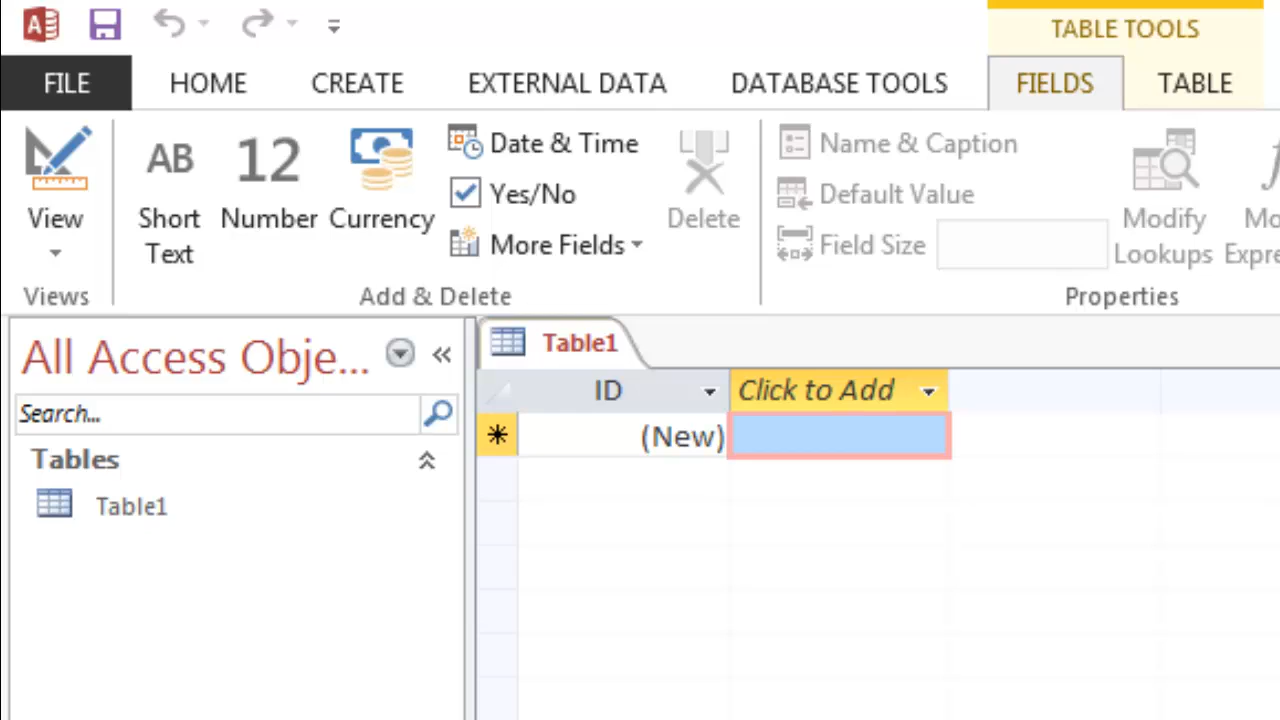 TABLE TOOLS
FILE HOME CREATE EXTERNAL DATA DATABASE TOOLS FIELDS TABLE
View
Views
AB
Short
Text
12
Number
Currency
Date & Time
Yes/No
More Fields
Delete
Add & Delete
Name & Caption
Default Value
Field Size
Modify
Lookups
Mo
Expre
Properties
All Access Obje...
Search...
Tables
Table1
Table1
ID Click to Add
(New)